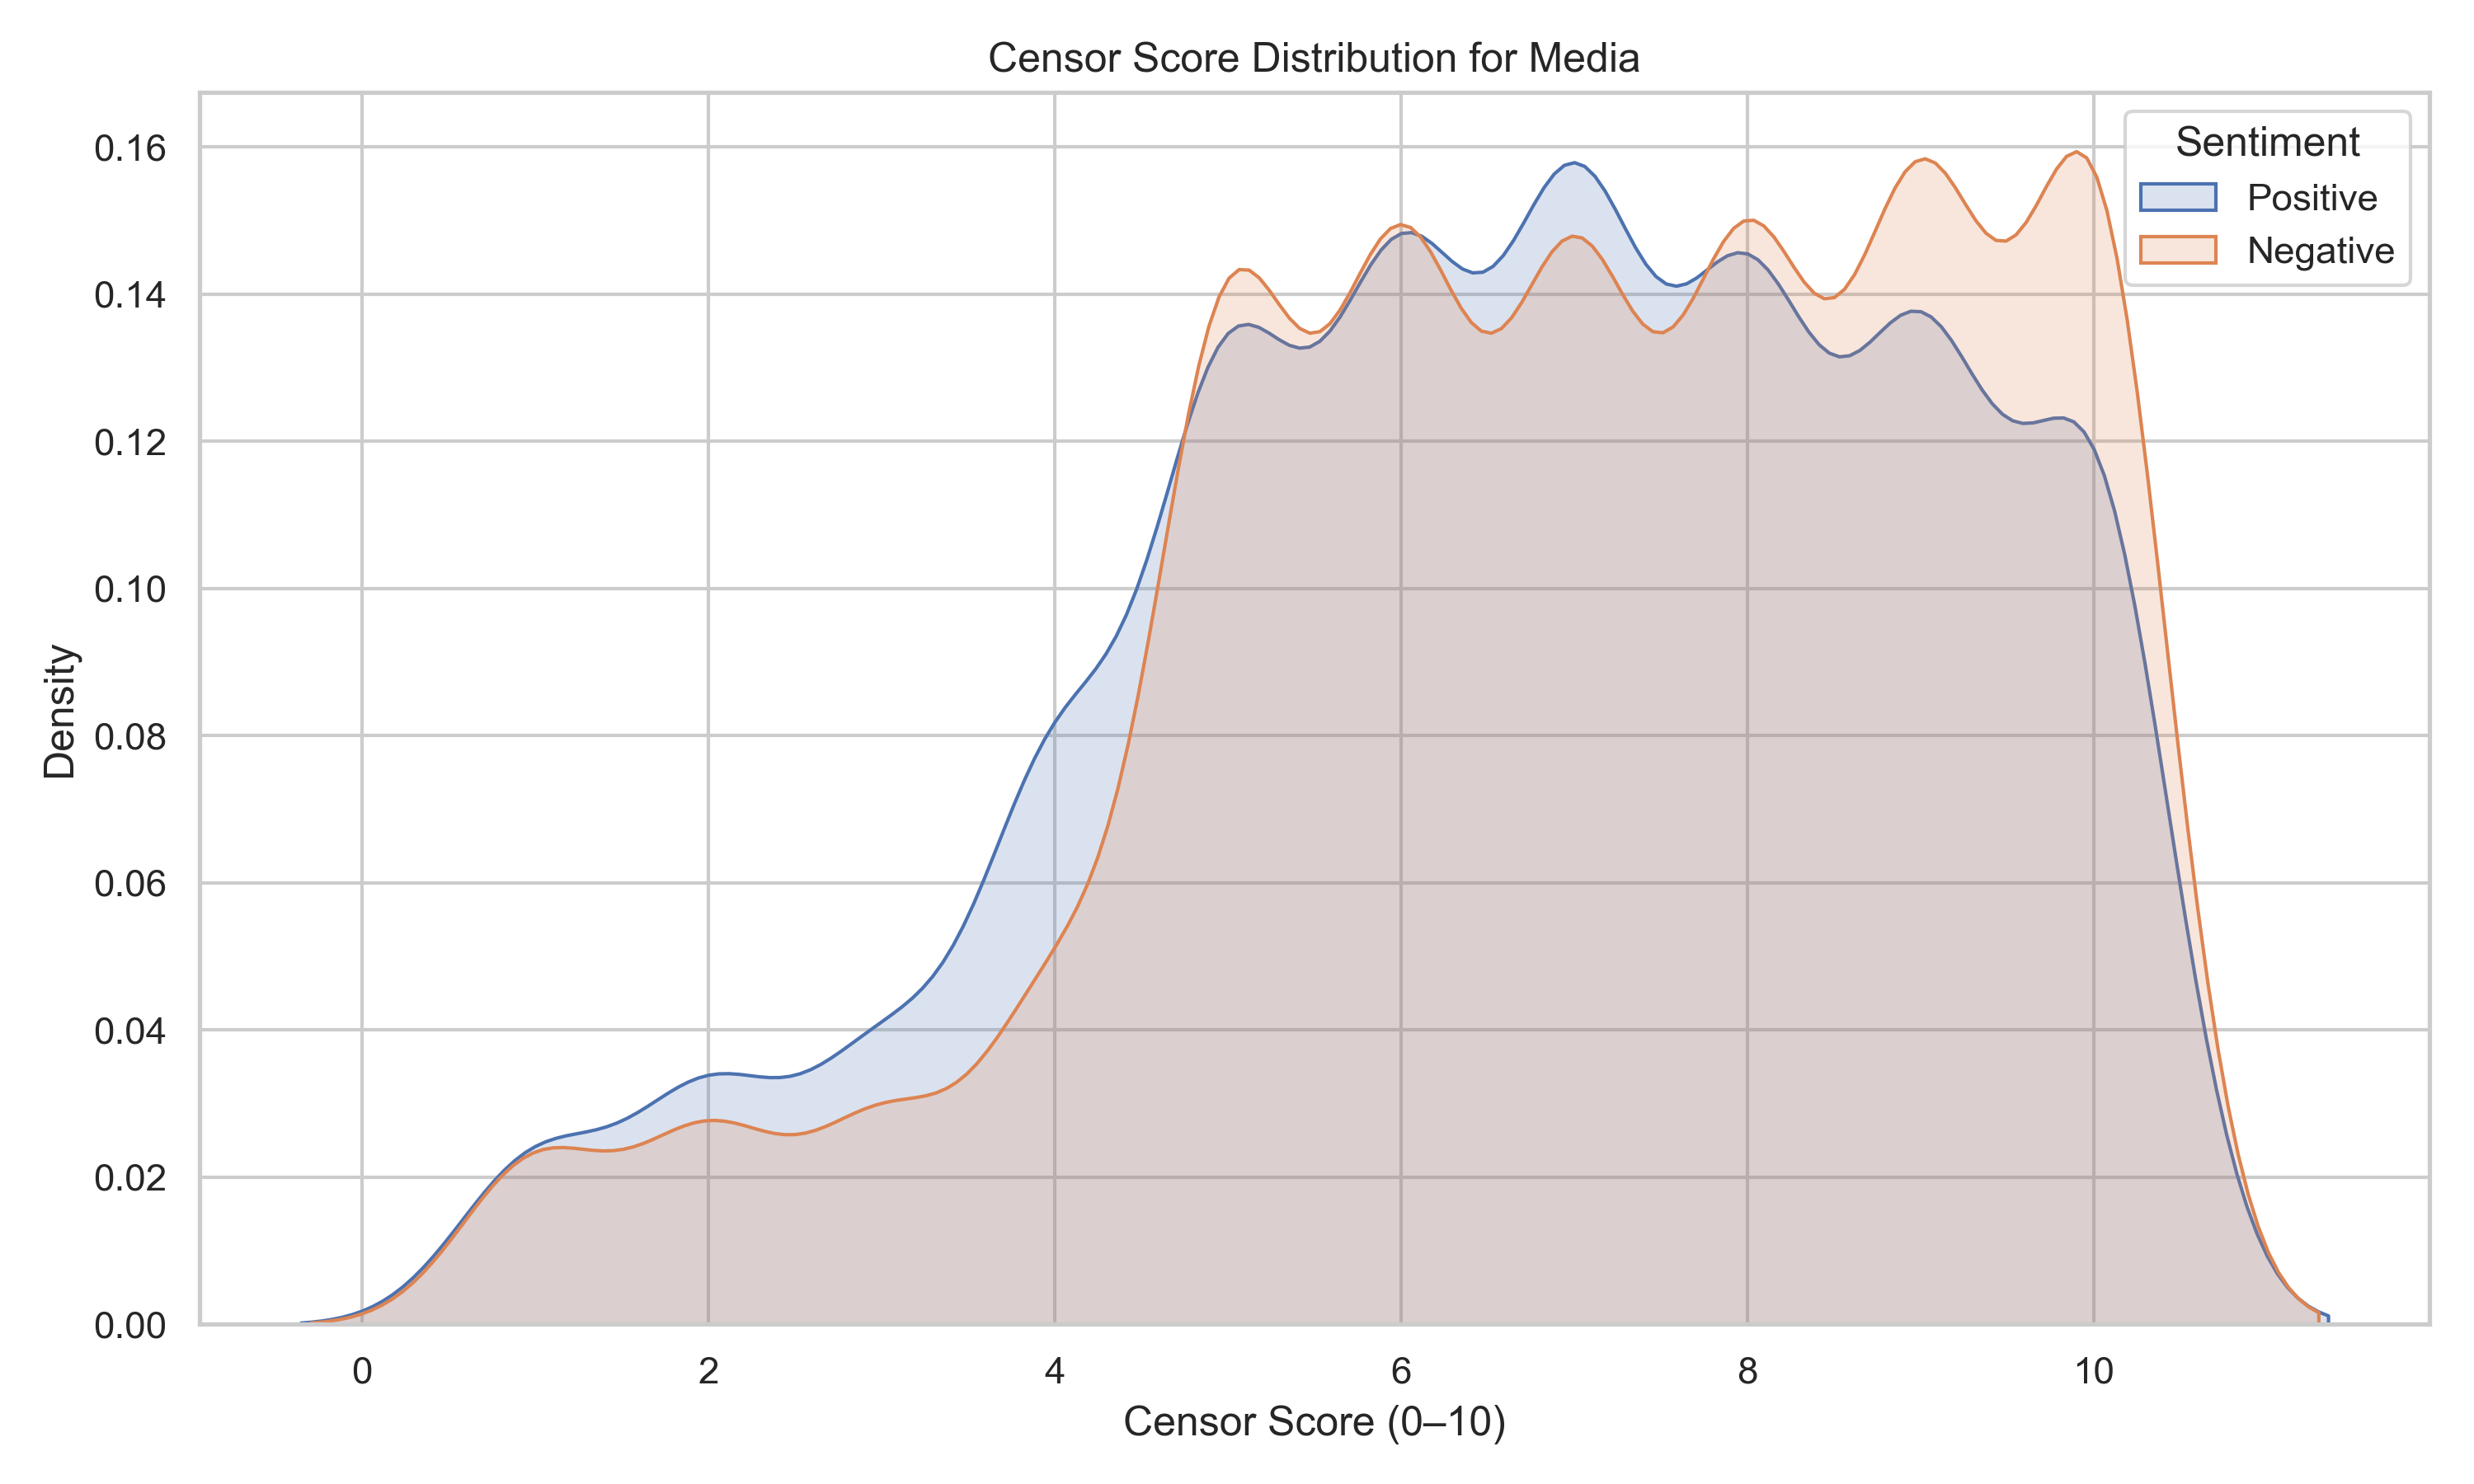 Censor Score Distribution for Media
Sentiment
Positive
Negative
Density
0.16
0.14
0.12
0.10
0.08
0.06
0.04
0.02
0.00
0 2 4 6 8 10
Censor Score (0–10)